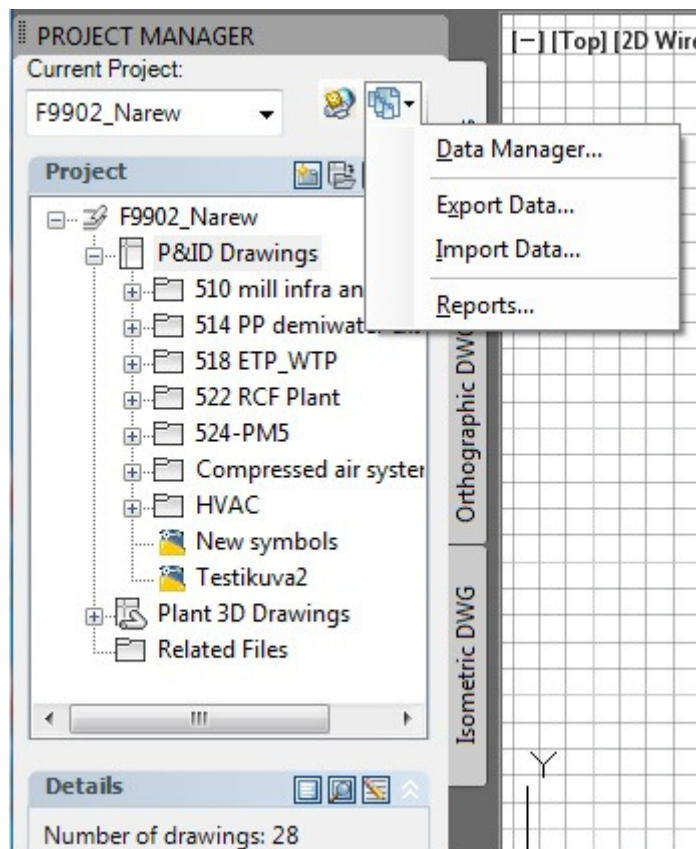 PROJECT MANAGER
[−] [Top] [2D Wire
Current Project:
F9902_Narew
Data Manager...
Export Data...
Import Data...
Reports...
Project
F9902_Narew
P&ID Drawings
510 mill infra an
514 PP demiwat
518 ETP_WTP
522 RCF Plant
524-PM5
Compressed air syster
HVAC
New symbols
Testikuva2
Plant 3D Drawings
Related Files
Orthographic DWG
Isometric DWG
Y
Details
Number of drawings: 28